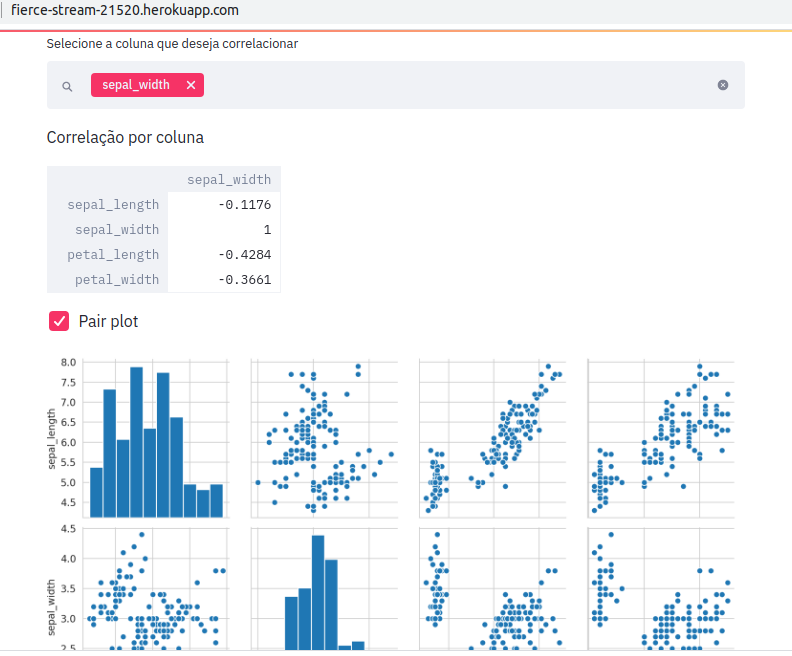 fierce-stream-21520.herokuapp.com
Selecione a coluna que deseja correlacionar
sepal_width ×
Correlação por coluna
sepal_width
sepal_length -0.1176
sepal_width 1
petal_length -0.4284
petal_width -0.3661
Pair plot
8.0
7.5
7.0
6.5
6.0
5.5
5.0
4.5
sepal_length
4.5
4.0
3.5
3.0
2.5
sepal_width